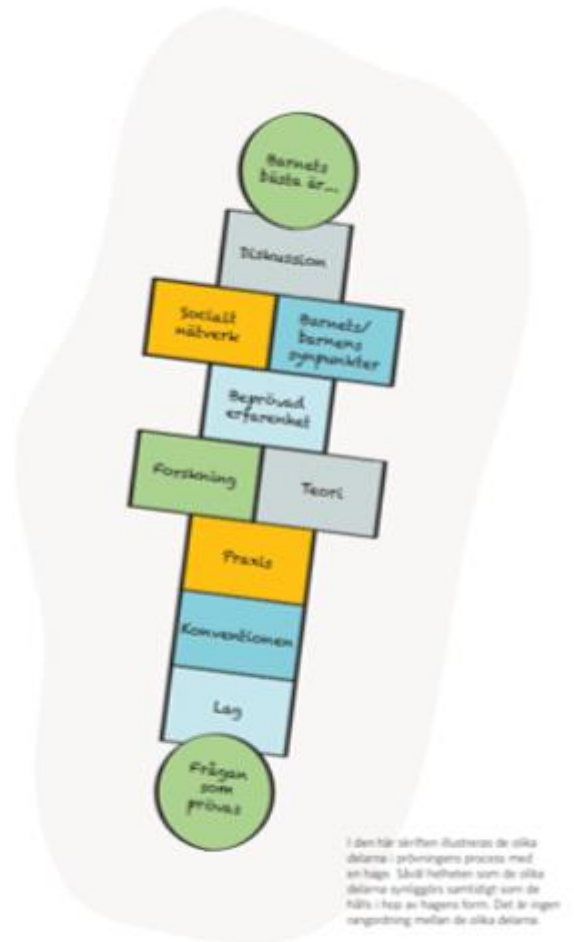 Barnets
bästa är...
Diskussion
Socialt
nätverk
Barnets/
barnens
synpunkter
Beprövad
erfarenhet
Forskning
Teori
Praxis
Konventionen
Lag
Frågan
som
prövas
I den här skriften illustreras de olika
delarna i prövningens process med
en hage. Såväl helheten som de olika
delarna synliggörs samtidigt som de
hålls i hop av hagens form. Det är ingen
rangordning mellan de olika delarna.